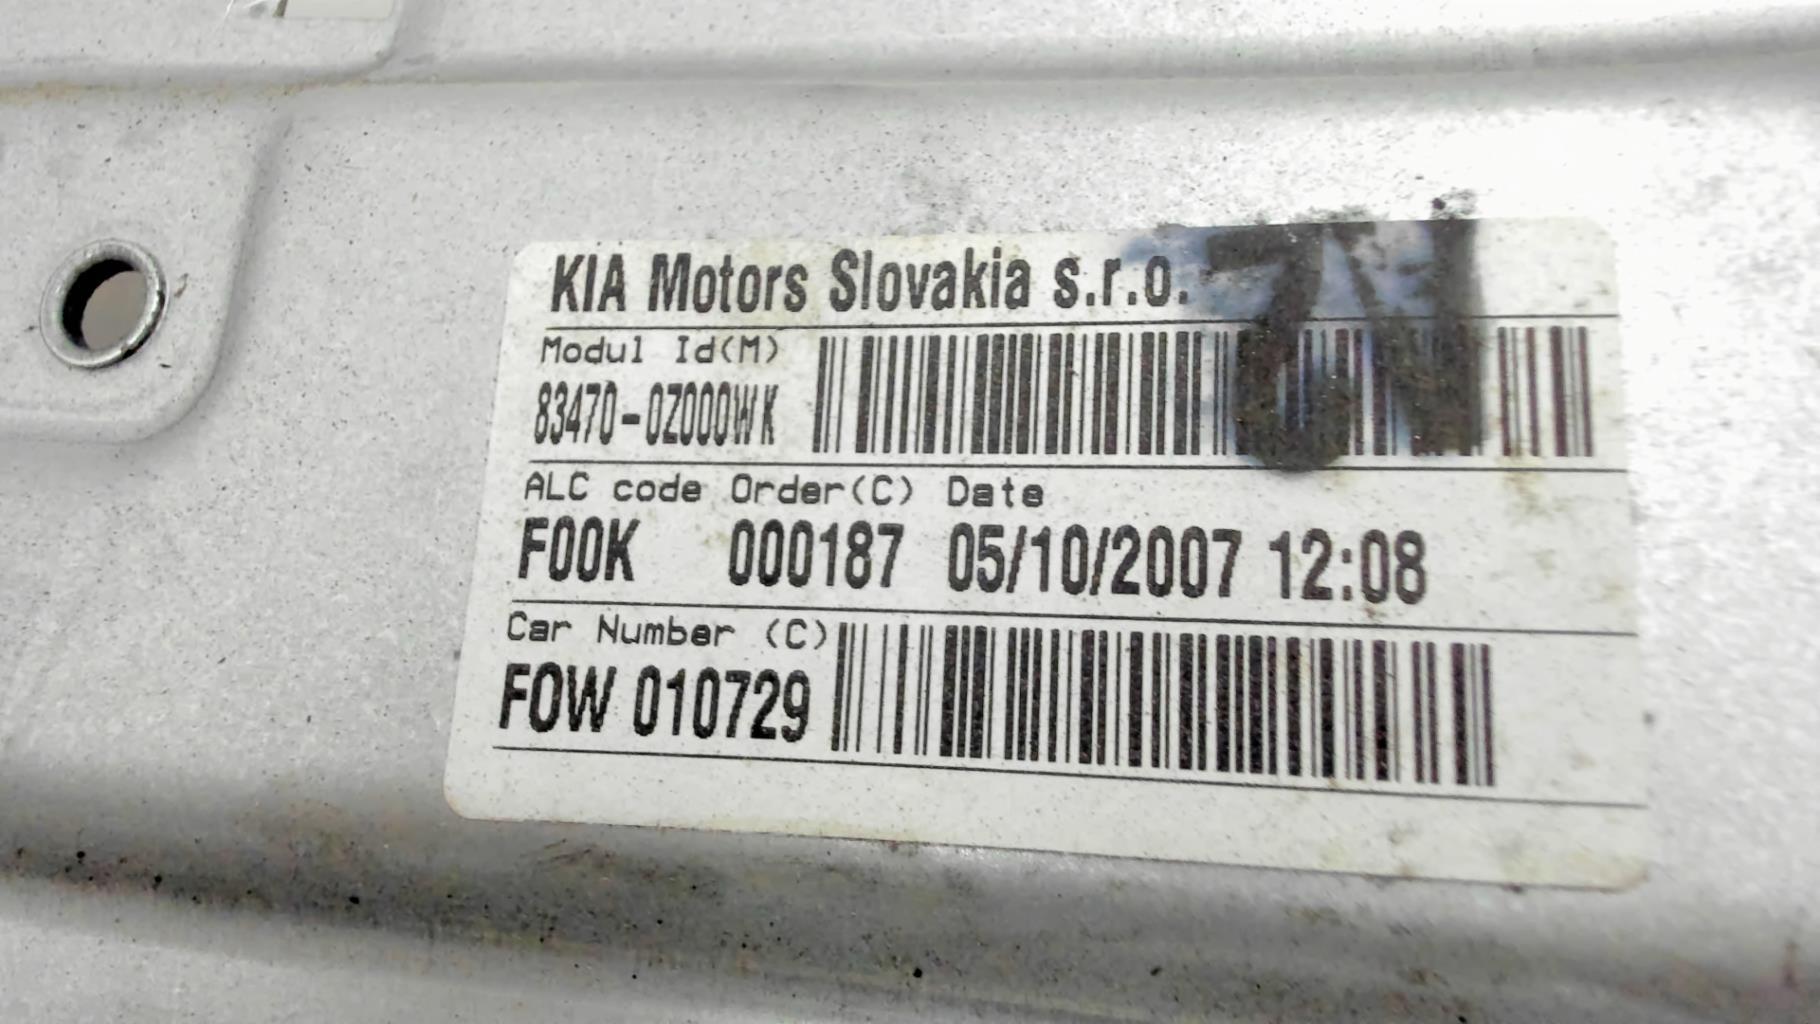 KIA Motors Slovakia s.r.o.
Modul Id(M)
83470-0Z000WK
ALC code Order(C) Date
F00K 000187 05/10/2007 12:08
Car Number (C)
FOW 010729